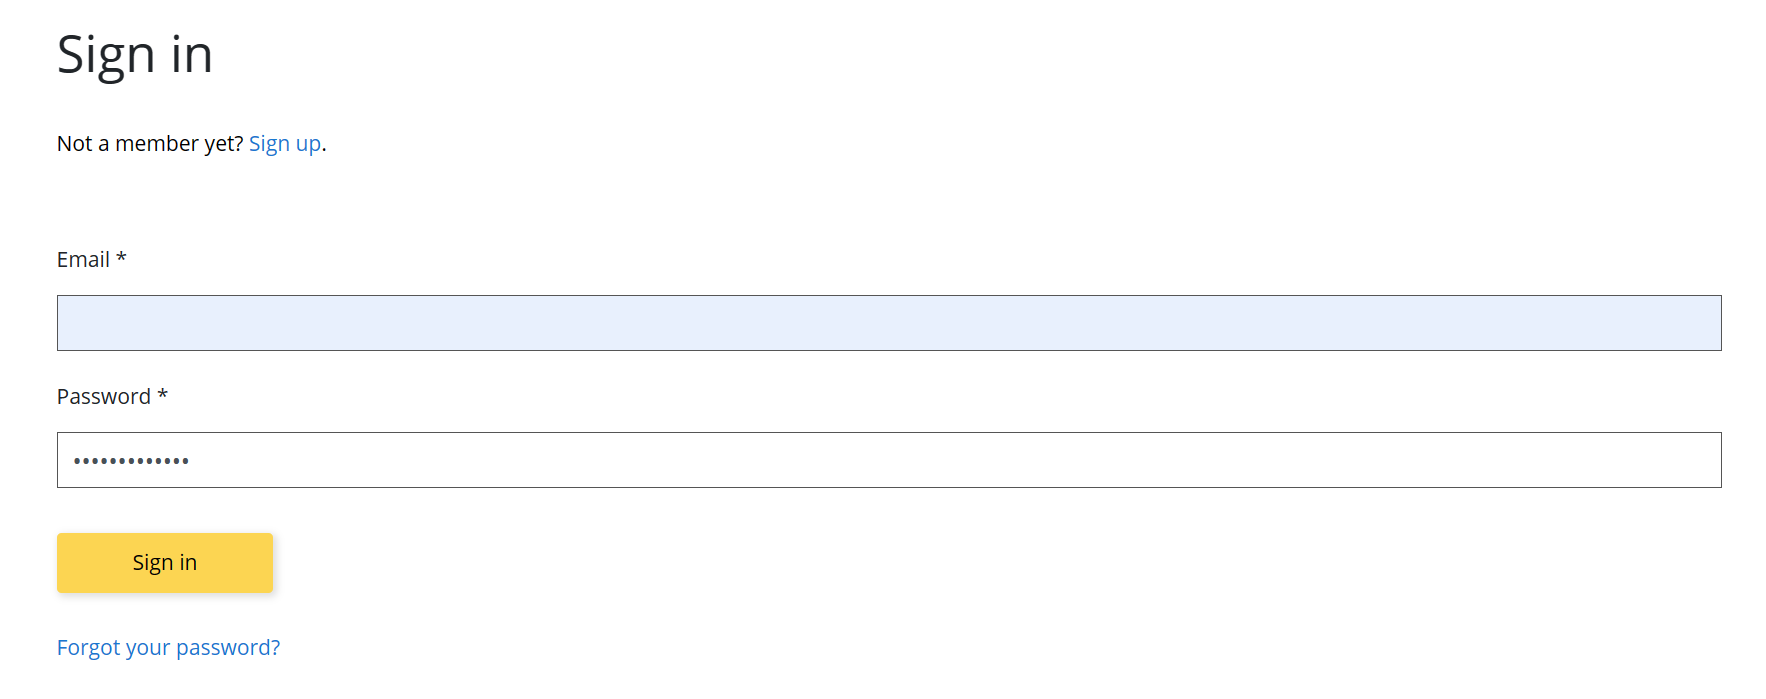 Sign in
Not a member yet? Sign up.
Email *
Password *
•••••••••••••
Sign in
Forgot your password?